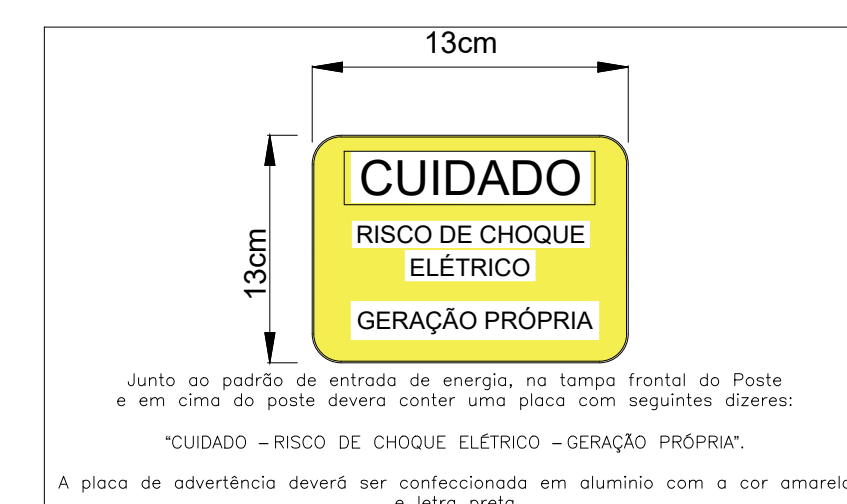 13cm
13cm
CUIDADO
RISCO DE CHOQUE
ELÉTRICO
GERAÇÃO PRÓPRIA
Junto ao padrão de entrada de energia, na tampa frontal do Poste
e em cima do poste devera conter uma placa com seguintes dizeres:
“CUIDADO – RISCO DE CHOQUE ELÉTRICO – GERAÇÃO PRÓPRIA”.
A placa de advertência deverá ser confeccionada em aluminio com a cor amarela
e letra preta